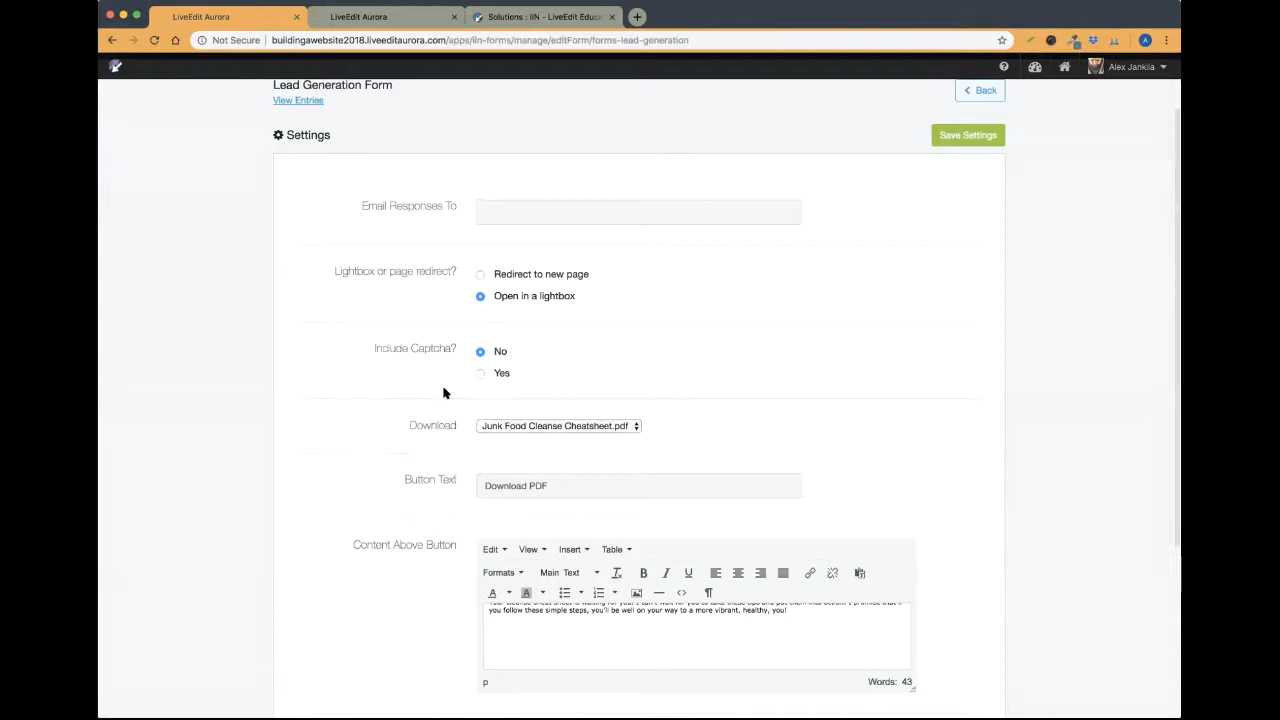 LiveEdit Aurora
LiveEdit Aurora
Solutions : IIN - LiveEdit Educa
Not Secure
buildingawebsite2018.liveeditaurora.com/apps/iin-forms/manage/editForm/forms-lead-generation
A
Alex Jankila
Lead Generation Form
View Entries
Back
Settings
Save Settings
Email Responses To
Lightbox or page redirect?
Redirect to new page
Open in a lightbox
Include Captcha?
No
Yes
Download
Junk Food Cleanse Cheatsheet.pdf
Button Text
Download PDF
Content Above Button
Edit View Insert Table
Formats Main Text B I U
A A
you follow these simple steps, you'll be well on your way to a more vibrant, healthy, you!
p
Words: 43